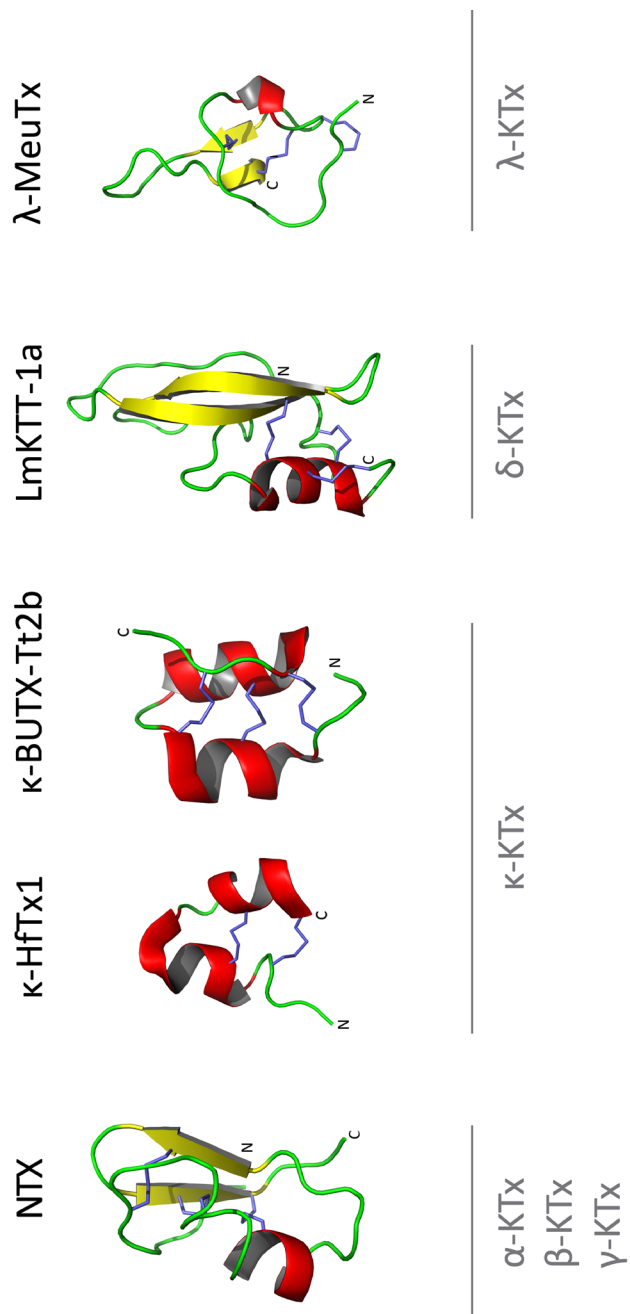 NTX
κ-HfTx1
κ-BUTX-Tt2b
LmKTT-1a
λ-MeuTx
N
C
N
C
C
N
N
C
C
N
α-KTx
β-KTx
γ-KTx
κ-KTx
δ-KTx
λ-KTx